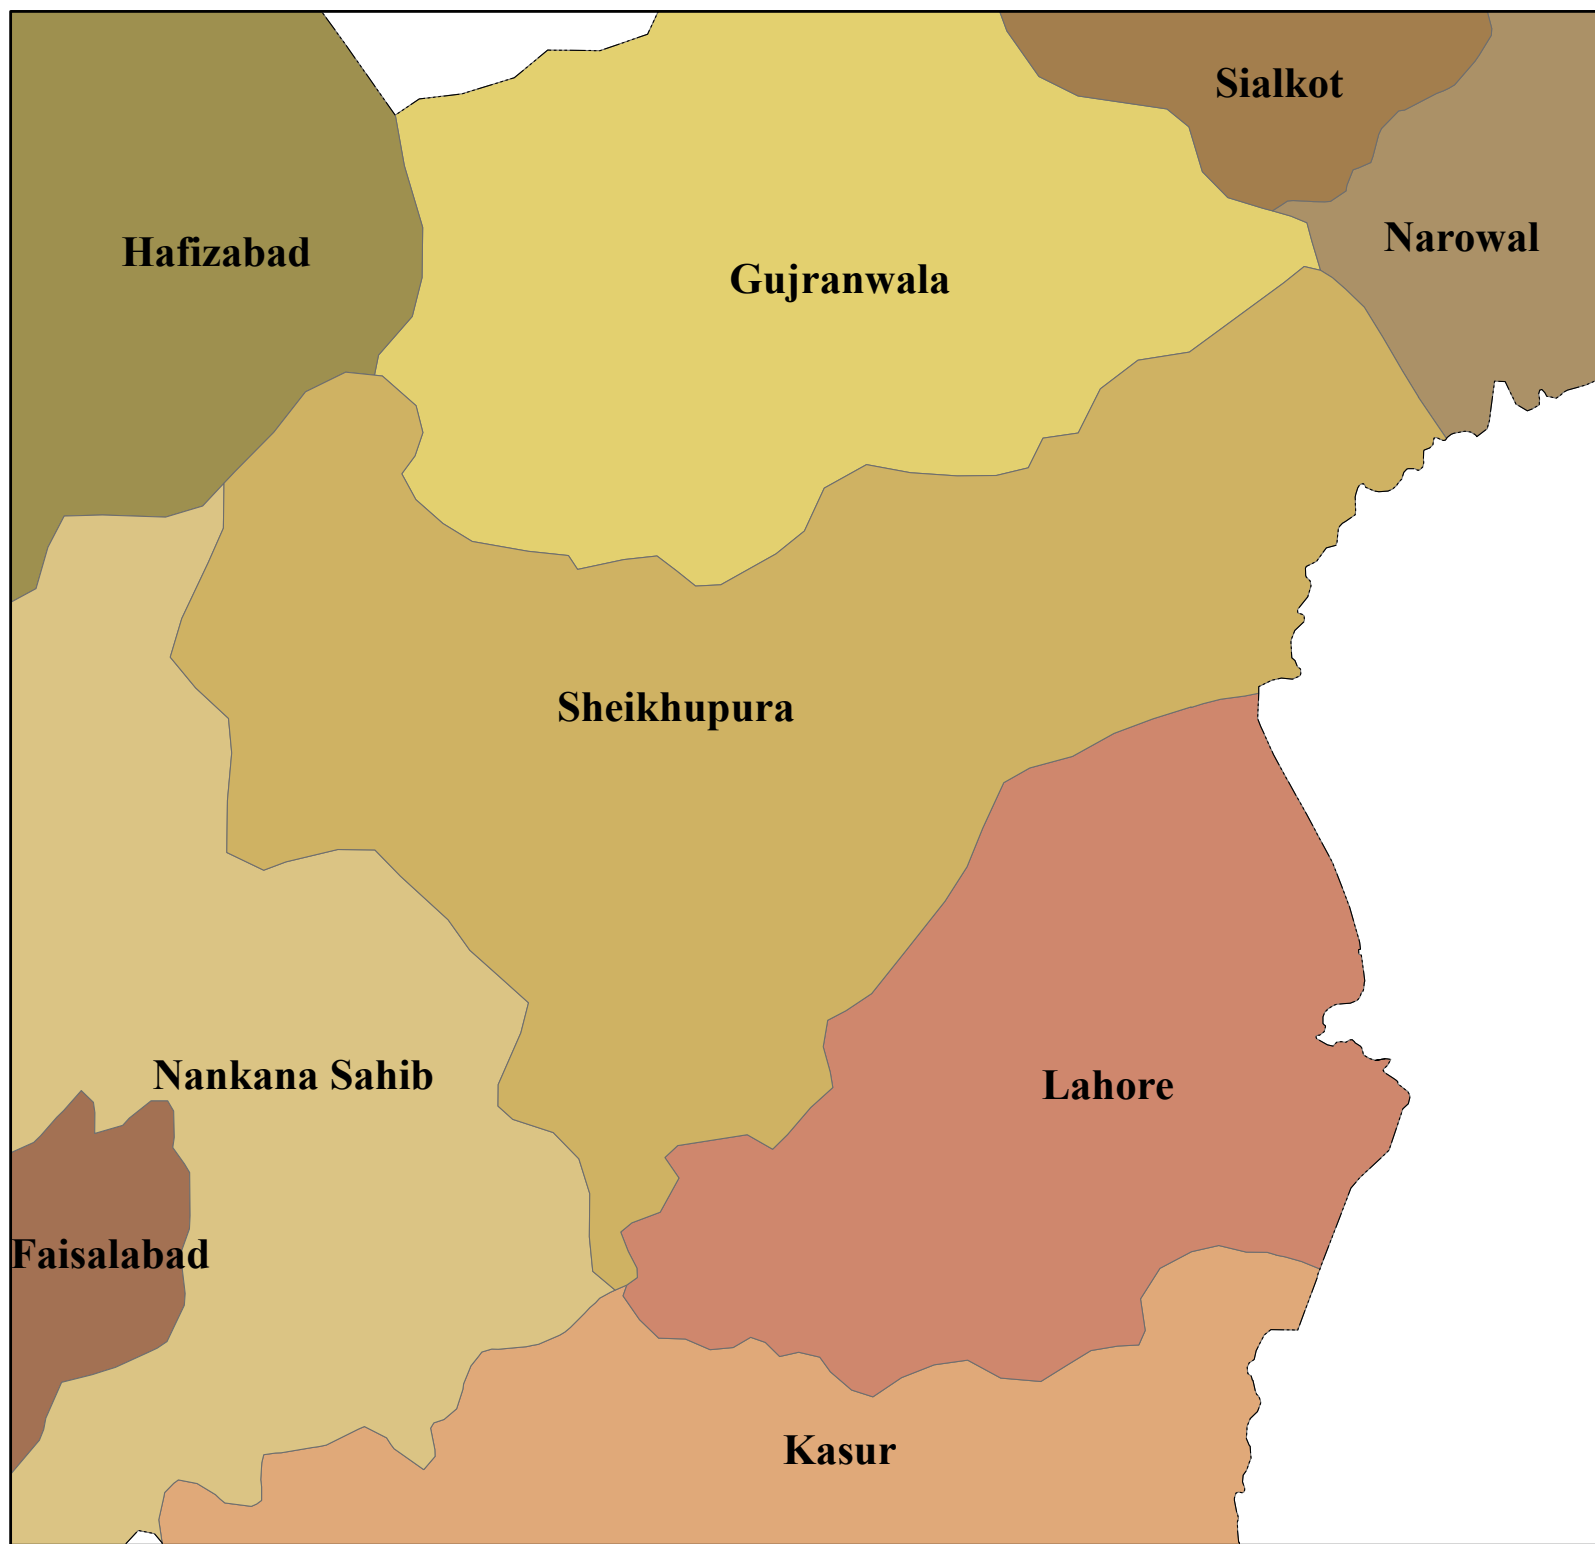 Sialkot
Narowal
Hafizabad
Gujranwala
Sheikhupura
Nankana Sahib
Lahore
Faisalabad
Kasur